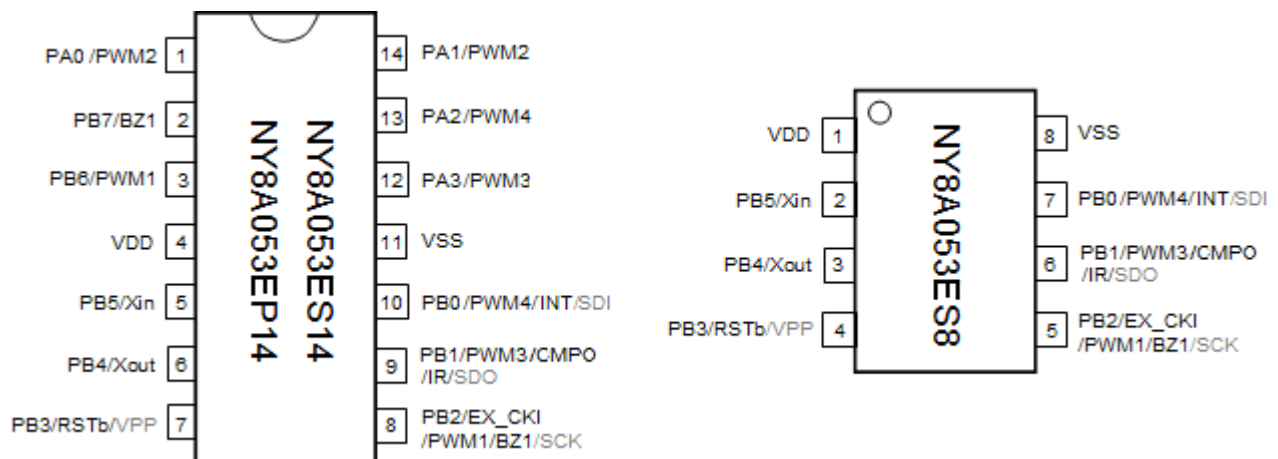 PA0 /PWM2 1
PB7/BZ1 2
PB6/PWM1 3
VDD 4
PB5/Xin 5
PB4/Xout 6
PB3/RSTb/VPP 7
NY8A053EP14
NY8A053ES14
14 PA1/PWM2
13 PA2/PWM4
12 PA3/PWM3
11 VSS
10 PB0/PWM4/INT/SDI
9 PB1/PWM3/CMPO
/IR/SDO
8 PB2/EX_CKI
/PWM1/BZ1/SCK
VDD 1
PB5/Xin 2
PB4/Xout 3
PB3/RSTb/VPP 4
NY8A053ES8
8 VSS
7 PB0/PWM4/INT/SDI
6 PB1/PWM3/CMPO
/IR/SDO
5 PB2/EX_CKI
/PWM1/BZ1/SCK